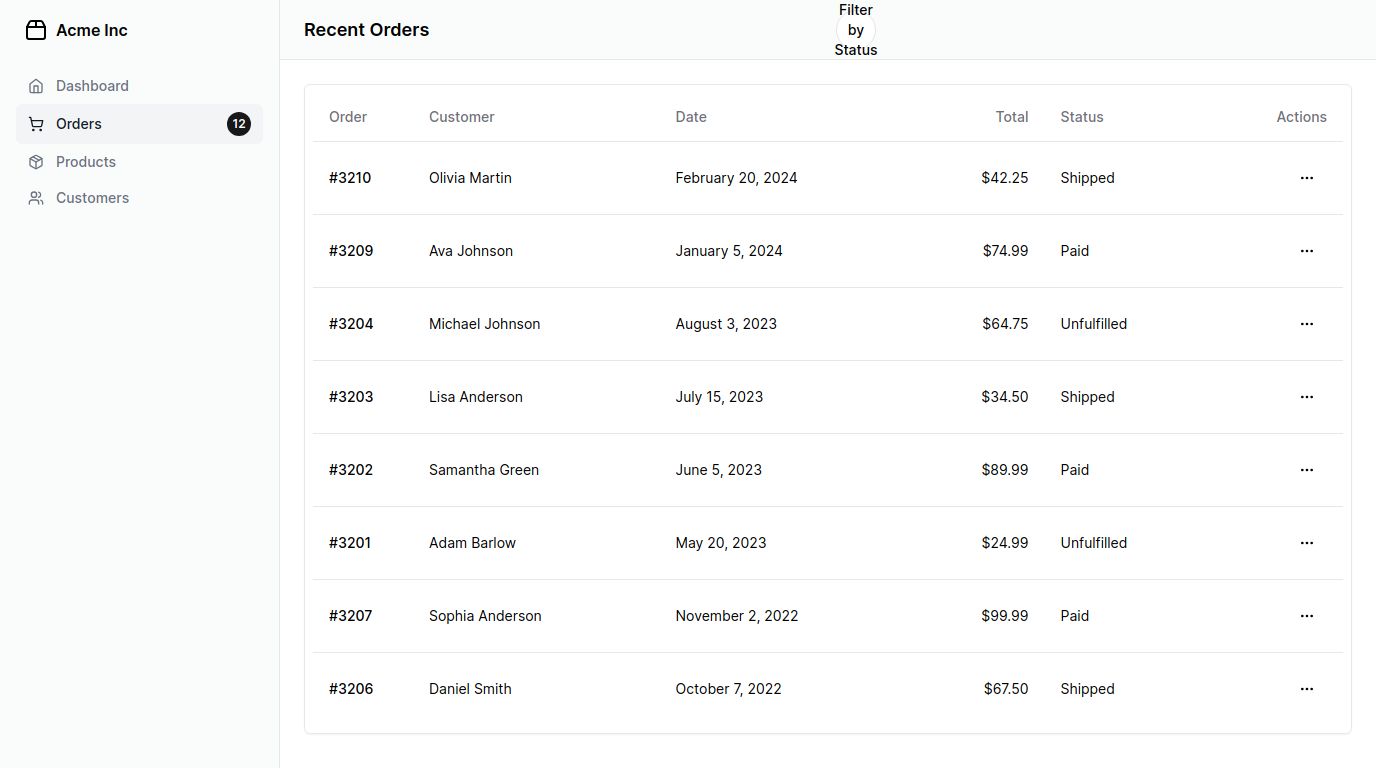 Acme Inc
Dashboard
Orders 12
Products
Customers
Recent Orders
Filter
by
Status
Order Customer Date Total Status Actions
#3210 Olivia Martin February 20, 2024 $42.25 Shipped
#3209 Ava Johnson January 5, 2024 $74.99 Paid
#3204 Michael Johnson August 3, 2023 $64.75 Unfulfilled
#3203 Lisa Anderson July 15, 2023 $34.50 Shipped
#3202 Samantha Green June 5, 2023 $89.99 Paid
#3201 Adam Barlow May 20, 2023 $24.99 Unfulfilled
#3207 Sophia Anderson November 2, 2022 $99.99 Paid
#3206 Daniel Smith October 7, 2022 $67.50 Shipped